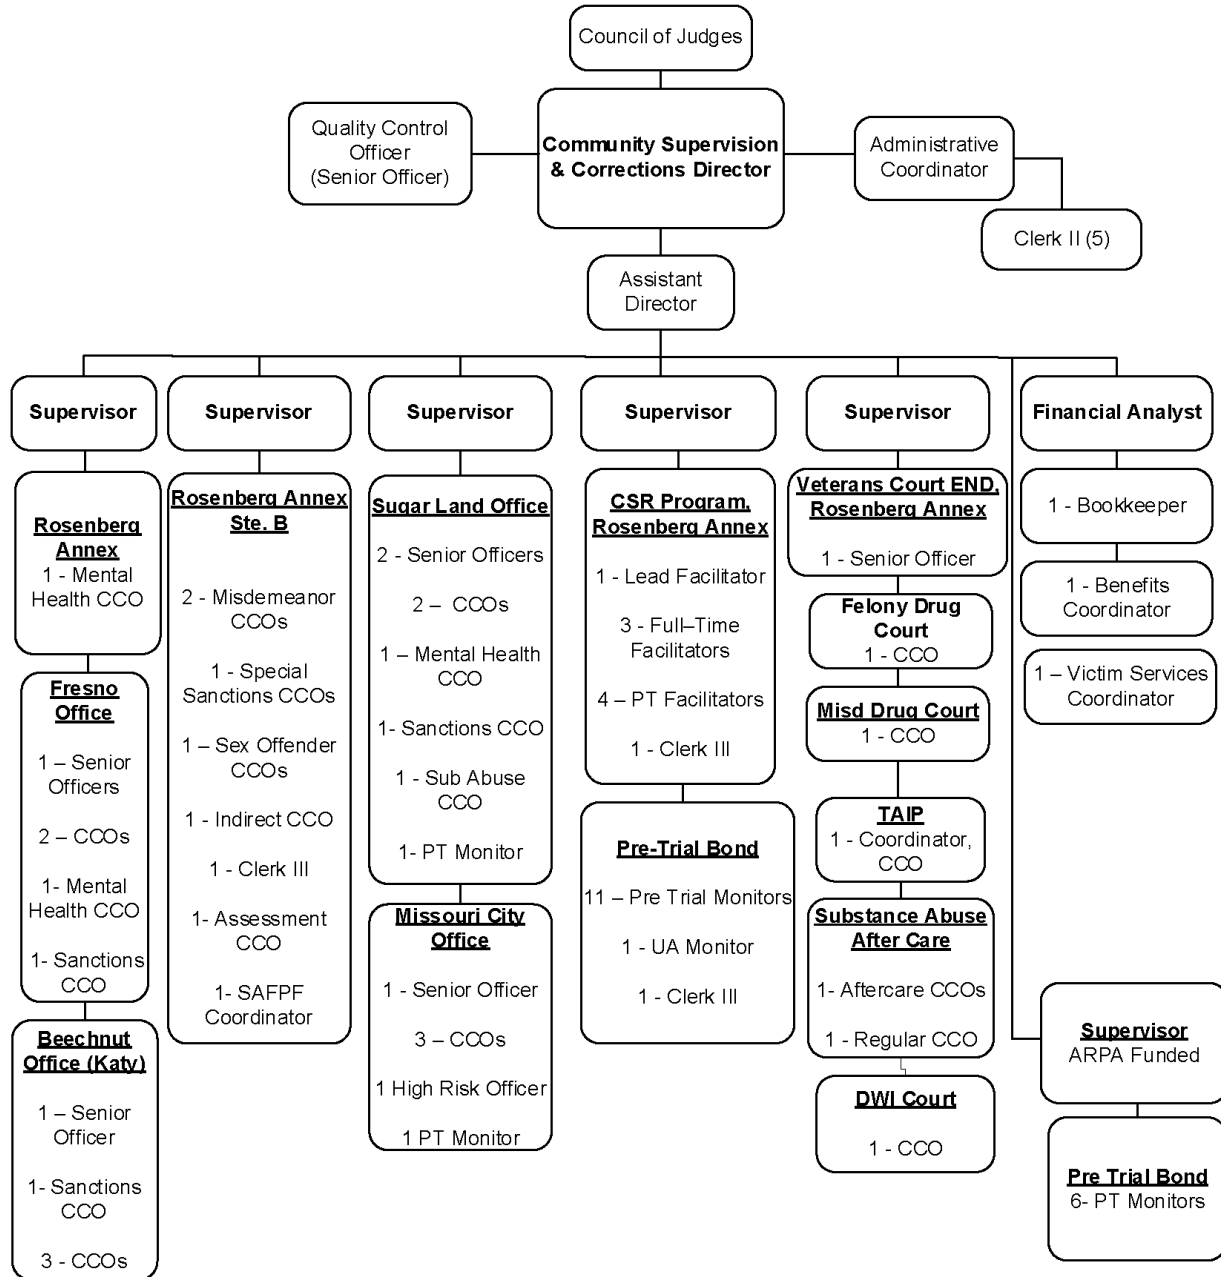 Council of Judges
Quality Control
Officer
(Senior Officer)
Community Supervision
& Corrections Director
Administrative
Coordinator
Clerk II (5)
Assistant
Director
Supervisor
Supervisor
Supervisor
Supervisor
Supervisor
Financial Analyst
Rosenberg
Annex
1 - Mental
Health CCO
Fresno
Office
1 – Senior
Officers
2 – CCOs
1- Mental
Health CCO
1- Sanctions
CCO
Beechnut
Office (Katy)
1 – Senior
Officer
1- Sanctions
CCO
3 - CCOs
Rosenberg Annex
Ste. B
2 - Misdemeanor
CCOs
1 - Special
Sanctions CCOs
1 – Sex Offender
CCOs
1 - Indirect CCO
1 - Clerk III
1- Assessment
CCO
1- SAFPF
Coordinator
Sugar Land Office
2 - Senior Officers
2 – CCOs
1 – Mental Health
CCO
1- Sanctions CCO
1 - Sub Abuse
CCO
1- PT Monitor
Missouri City
Office
1 - Senior Officer
3 – CCOs
1 High Risk Officer
1 PT Monitor
CSR Program,
Rosenberg Annex
1 - Lead Facilitator
3 - Full–Time
Facilitators
4 – PT Facilitators
1 - Clerk III
Pre-Trial Bond
11 – Pre Trial Monitors
1 - UA Monitor
1 - Clerk III
Veterans Court END,
Rosenberg Annex
1 - Senior Officer
Felony Drug
Court
1 - CCO
Misd Drug Court
1 - CCO
TAIP
1 - Coordinator,
CCO
Substance Abuse
After Care
1- Aftercare CCOs
1 - Regular CCO
DWI Court
1 - CCO
1 - Bookkeeper
1 - Benefits
Coordinator
1 – Victim Services
Coordinator
Supervisor
ARPA Funded
Pre Trial Bond
6- PT Monitors